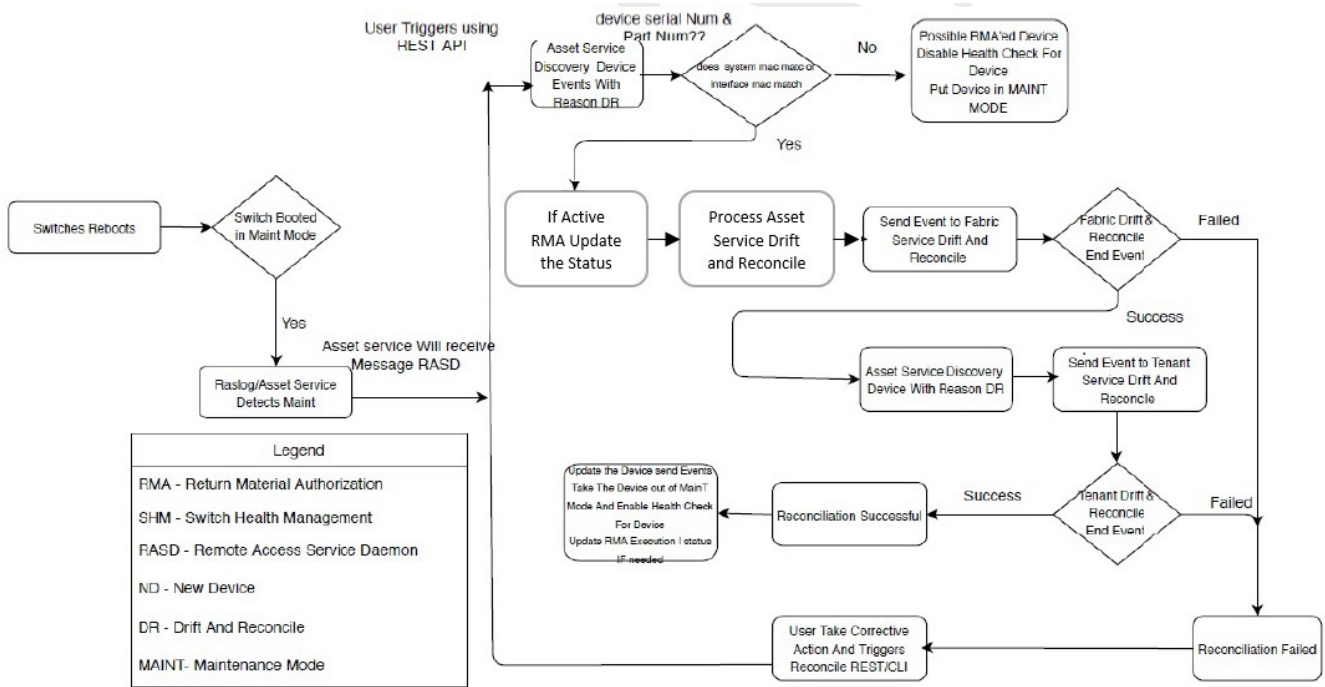 User Triggers using
REST API
device serial Num &
Part Num??
Asset Service
Discovery Device
Events With
Reason DR
does system mac matc or
interface mac match
No
Possible RMA'ed Device
Disable Health Check For
Device
Put Device in MAINT
MODE
Yes
Switches Reboots
Switch Booted
in Maint Mode
If Active
RMA Update
the Status
Process Asset
Service Drift
and Reconcile
Send Event to Fabric
Service Drift And
Reconcile
Fabric Drift &
Reconcile
End Event
Failed
Yes
Success
Asset service Will receive
Message RASD
Raslog/Asset Service
Detects Maint
Asset Service Discovery
Device With Reason DR
Send Event to Tenant
Service Drift And
Reconcile
Legend
RMA - Return Material Authorization
SHM - Switch Health Management
RASD - Remote Access Service Daemon
ND - New Device
DR - Drift And Reconcile
MAINT- Maintenance Mode
Update the Device send Events
Take The Device out of MainT
Mode And Enable Health Check
For Device
Update RMA Execution I status
IF needed
Reconciliation Successful
Success
Tenant Drift &
Reconcile
End Event
Failed
User Take Corrective
Action And Triggers
Reconcile REST/CLI
Reconciliation Failed